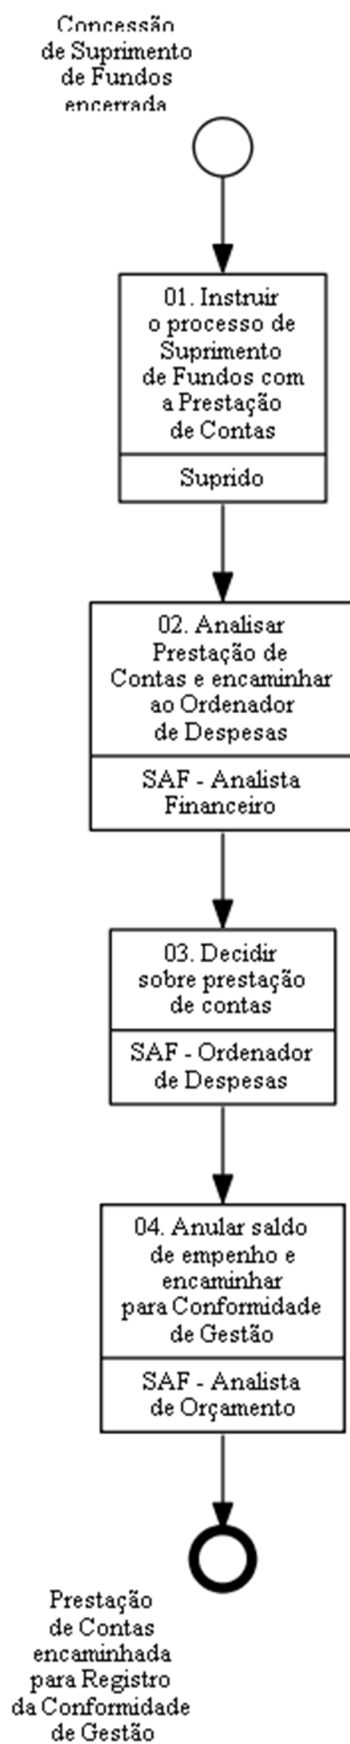 Concessão
de Suprimento
de Fundos
encerrada
01. Instruir
o processo de
Suprimento
de Fundos com
a Prestação
de Contas
Suprido
02. Analisar
Prestação de
Contas e encaminhar
ao Ordenador
de Despesas
SAF - Analista
Financeiro
03. Decidir
sobre prestação
de contas
SAF - Ordenador
de Despesas
04. Anular saldo
de empenho e
encaminhar
para Conformidade
de Gestão
SAF - Analista
de Orçamento
Prestação
de Contas
encaminhada
para Registro
da Conformidade
de Gestão